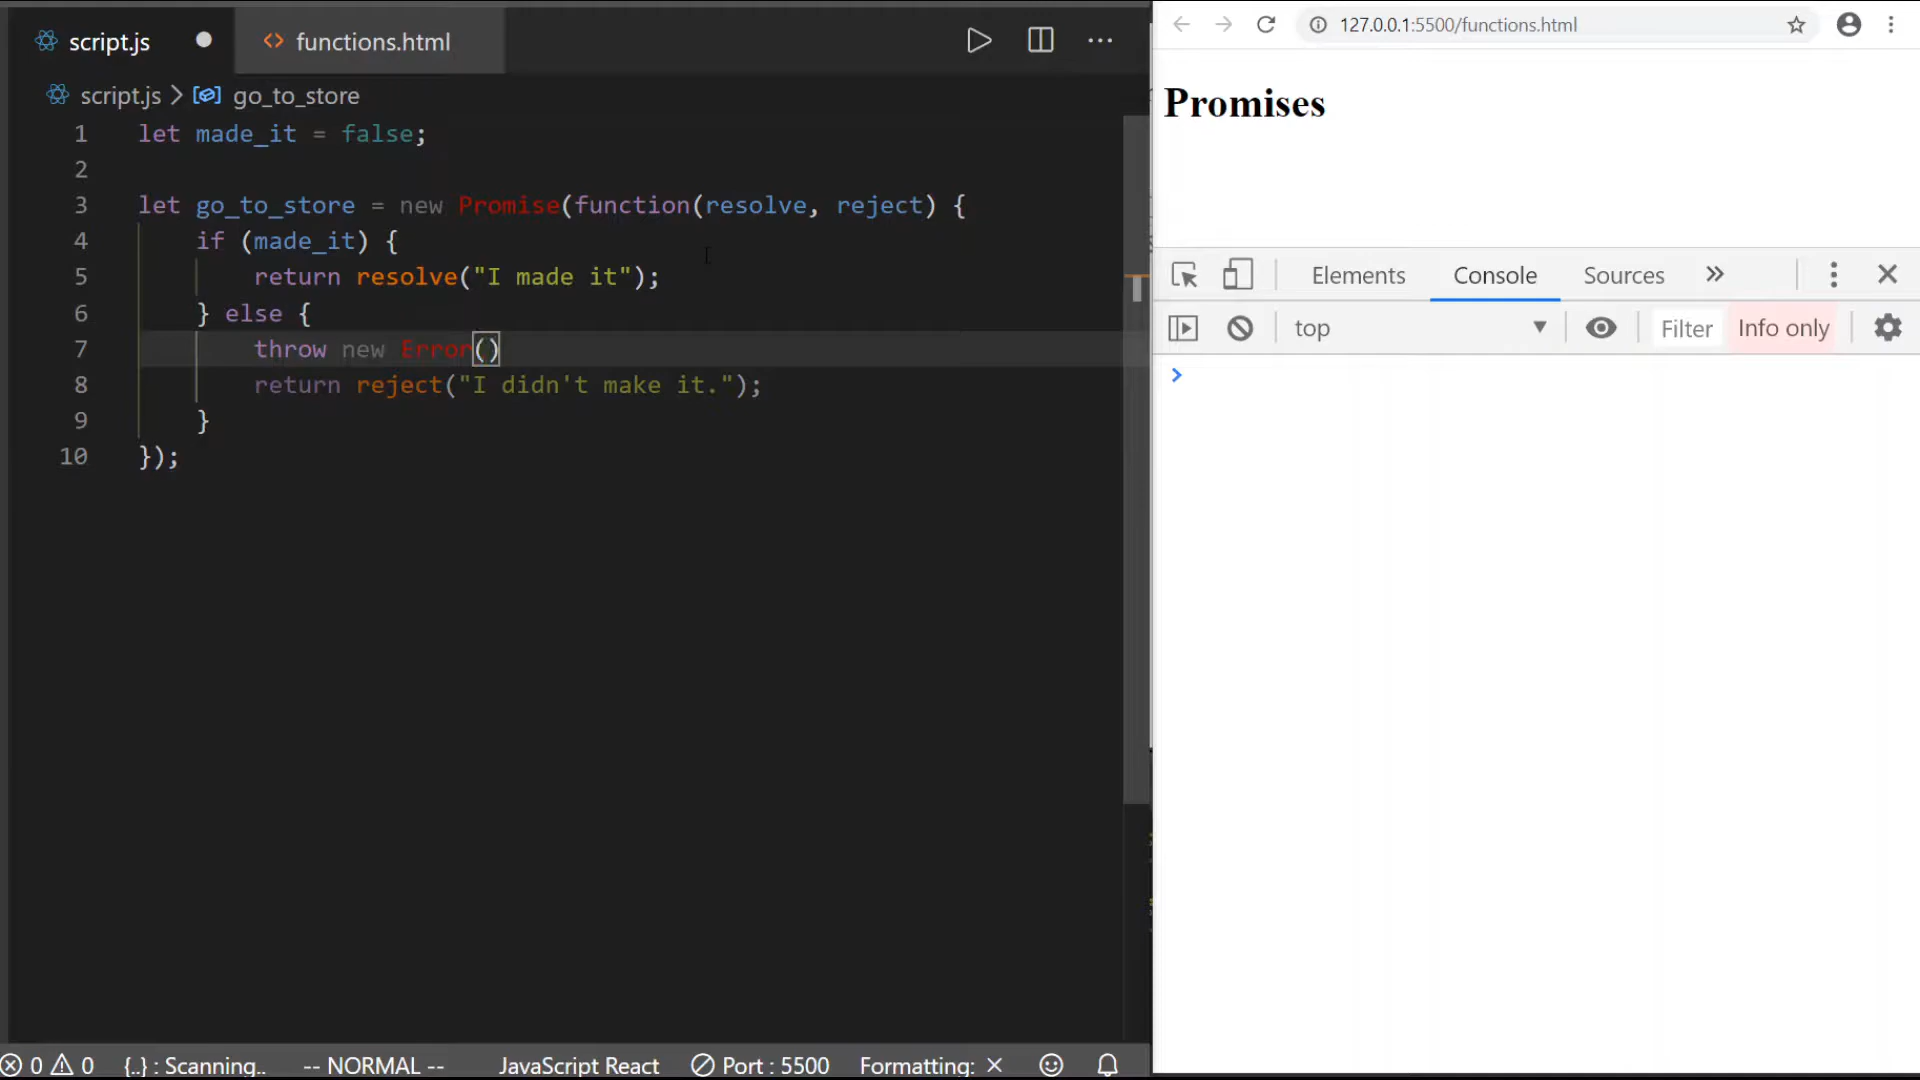 script.js
functions.html
script.js > go_to_store
1 let made_it = false;
2
3 let go_to_store = new Promise(function(resolve, reject) {
4 if (made_it) {
5 return resolve("I made it");
6 } else {
7 throw new Error()
8 return reject("I didn't make it.");
9 }
10 });
0 0 {..} : Scanning.. -- NORMAL -- JavaScript React Port : 5500 Formatting: ×
127.0.0.1:5500/functions.html
Promises
Elements Console Sources »
top Filter Info only
>